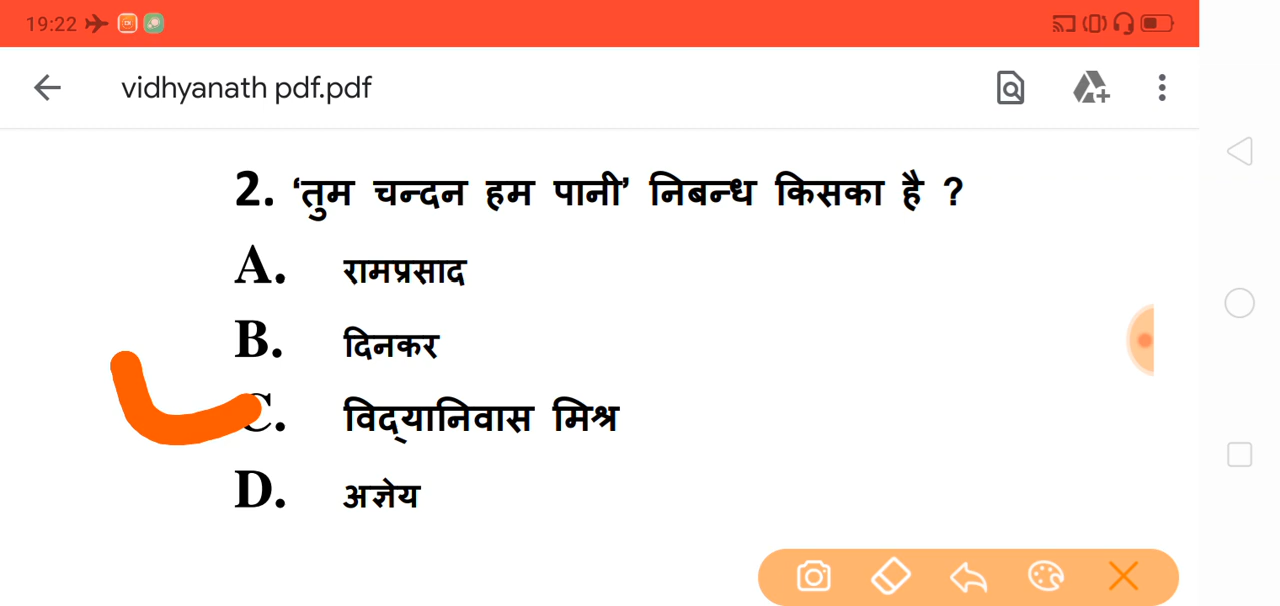 19:22
vidhyanath pdf.pdf
2. ‘तुम चन्दन हम पानी’ निबन्ध किसका है ?
A. रामप्रसाद
B. दिनकर
C. विद्‌यानिवास मिश्र
D. अज्ञेय